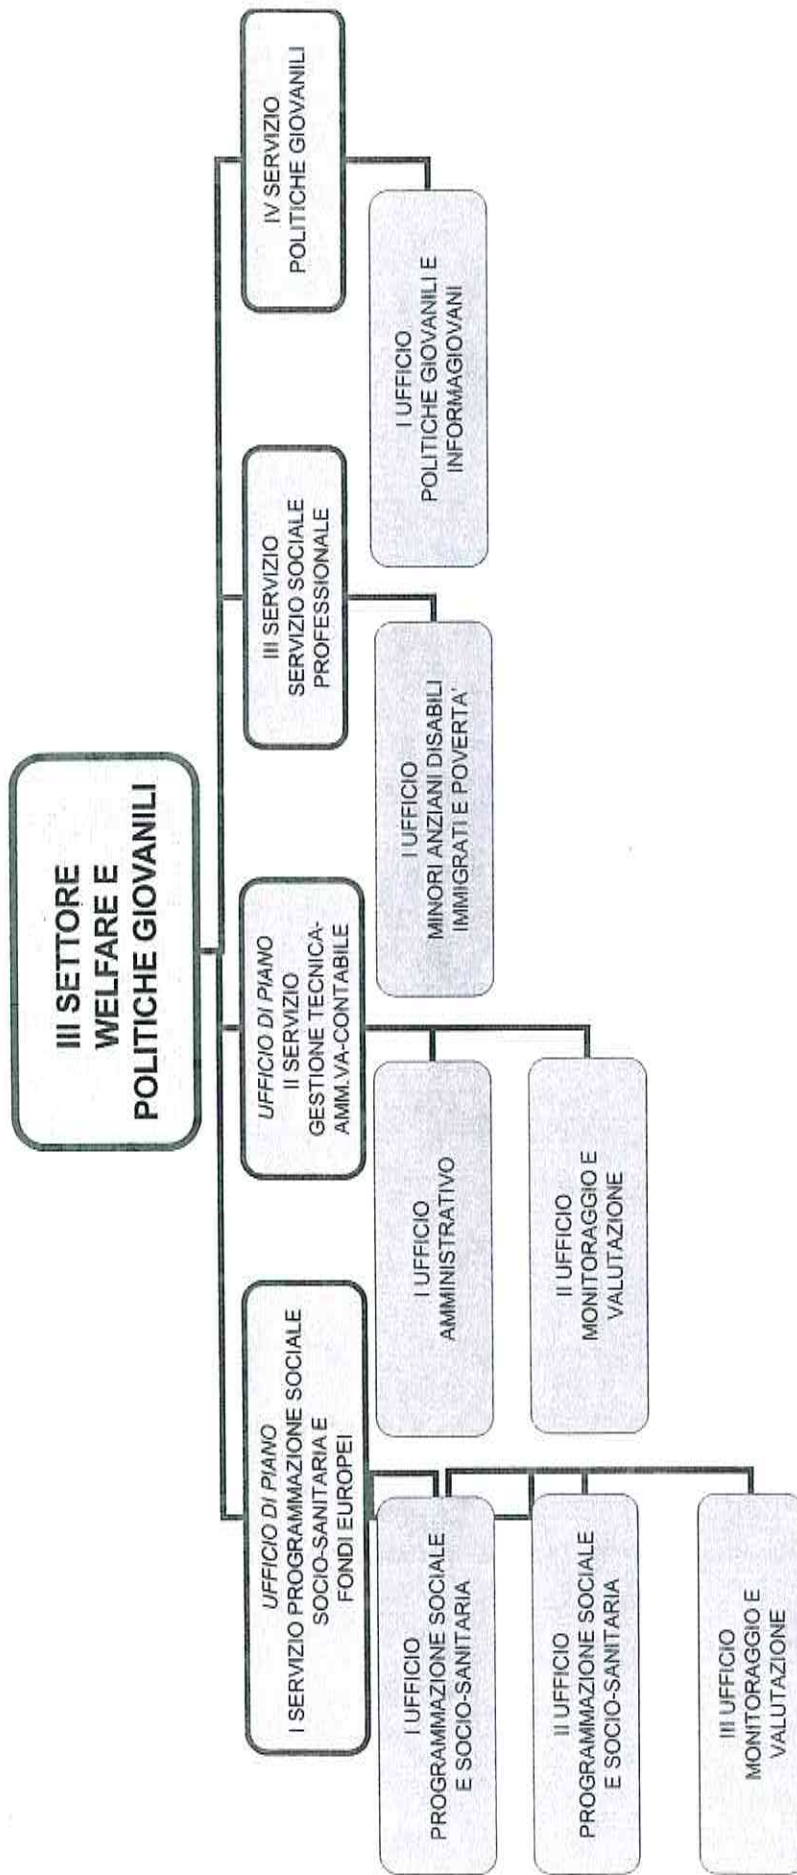 III SETTORE
WELFARE E
POLITICHE GIOVANILI
UFFICIO DI PIANO
I SERVIZIO PROGRAMMAZIONE SOCIALE
SOCIO-SANITARIA E
FONDI EUROPEI
UFFICIO DI PIANO
II SERVIZIO
GESTIONE TECNICA-
AMM.VA-CONTABILE
III SERVIZIO
SERVIZIO SOCIALE
PROFESSIONALE
IV SERVIZIO
POLITICHE GIOVANILI
I UFFICIO
PROGRAMMAZIONE SOCIALE
E SOCIO-SANITARIA
II UFFICIO
PROGRAMMAZIONE SOCIALE
E SOCIO-SANITARIA
III UFFICIO
MONITORAGGIO E
VALUTAZIONE
I UFFICIO
AMMINISTRATIVO
II UFFICIO
MONITORAGGIO E
VALUTAZIONE
I UFFICIO
MINORI ANZIANI DISABILI
IMMIGRATI E POVERTA'
I UFFICIO
POLITICHE GIOVANILI E
INFORMAGIOVANI